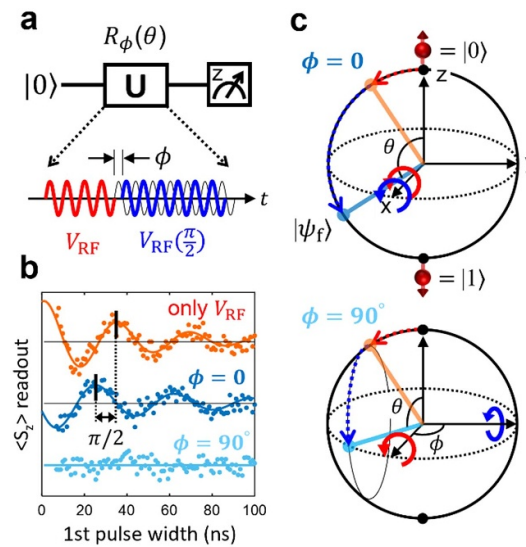 a
R_ϕ(θ)
|0⟩ U z
ϕ
t
V_RF V_RF(π/2)
b
<S_z> readout
only V_RF
ϕ = 0
π/2
ϕ = 90°
0 20 40 60 80 100
1st pulse width (ns)
c
ϕ = 0
= |0⟩
z
θ
x
|ψ_f⟩
= |1⟩
ϕ = 90°
θ
ϕ